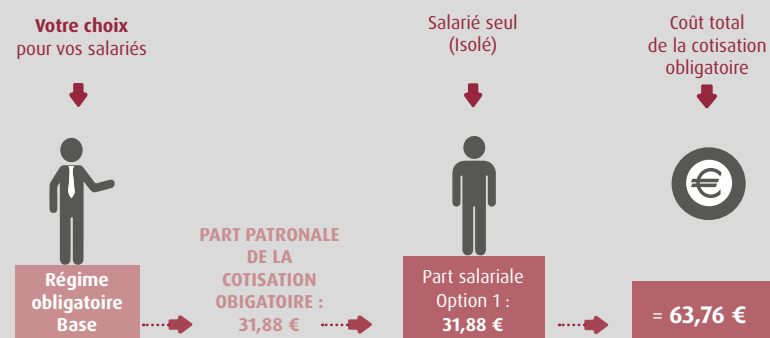 Votre choix
pour vos salariés
Salarié seul
(Isolé)
Coût total
de la cotisation
obligatoire
€
Régime
obligatoire
Base
PART PATRONALE
DE LA
COTISATION
OBIGATOIRE :
31,88 €
Part salariale
Option 1 :
31,88 €
= 63,76 €